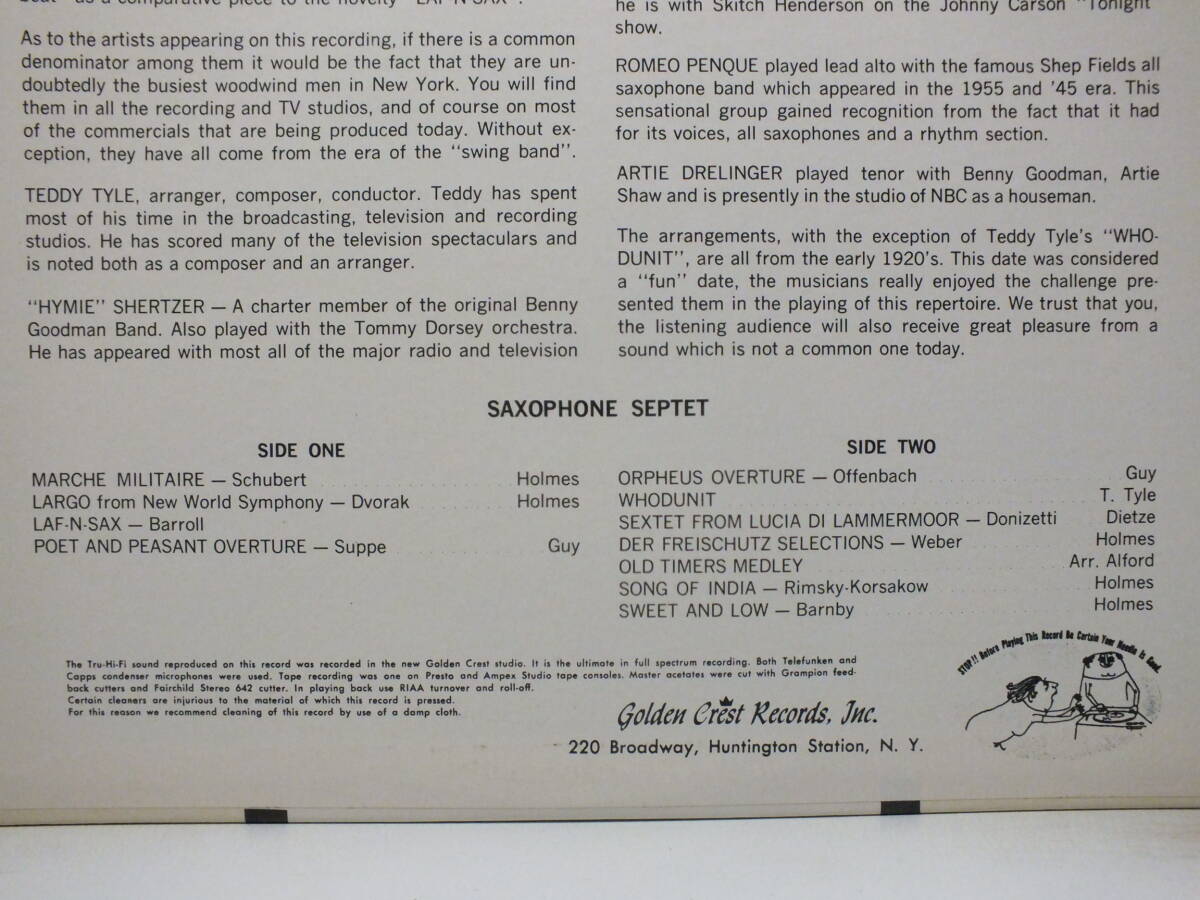 as a comparative piece to the novelty "LAF-N-SAX".
As to the artists appearing on this recording, if there is a common
denominator among them it would be the fact that they are un-
doubtedly the busiest woodwind men in New York. You will find
them in all the recording and TV studios, and of course on most
of the commercials that are being produced today. Without ex-
ception, they have all come from the era of the "swing band".
TEDDY TYLE, arranger, composer, conductor. Teddy has spent
most of his time in the broadcasting, television and recording
studios. He has scored many of the television spectaculars and
is noted both as a composer and an arranger.
"HYMIE" SHERTZER — A charter member of the original Benny
Goodman Band. Also played with the Tommy Dorsey orchestra.
He has appeared with most all of the major radio and television
he is with Skitch Henderson on the Johnny Carson "Tonight"
show.
ROMEO PENQUE played lead alto with the famous Shep Fields all
saxophone band which appeared in the 1955 and '45 era. This
sensational group gained recognition from the fact that it had
for its voices, all saxophones and a rhythm section.
ARTIE DRELINGER played tenor with Benny Goodman, Artie
Shaw and is presently in the studio of NBC as a houseman.
The arrangements, with the exception of Teddy Tyle's "WHO-
DUNIT", are all from the early 1920's. This date was considered
a "fun" date, the musicians really enjoyed the challenge pre-
sented them in the playing of this repertoire. We trust that you,
the listening audience will also receive great pleasure from a
sound which is not a common one today.
SAXOPHONE SEPTET
SIDE ONE
MARCHE MILITAIRE — Schubert Holmes
LARGO from New World Symphony — Dvorak Holmes
LAF-N-SAX — Barroll
POET AND PEASANT OVERTURE — Suppe Guy
SIDE TWO
ORPHEUS OVERTURE — Offenbach Guy
WHODUNIT T. Tyle
SEXTET FROM LUCIA DI LAMMERMOOR — Donizetti Dietze
DER FREISCHUTZ SELECTIONS — Weber Holmes
OLD TIMERS MEDLEY Arr. Alford
SONG OF INDIA — Rimsky-Korsakow Holmes
SWEET AND LOW — Barnby Holmes
The Tru-Hi-Fi sound reproduced on this record was recorded in the new Golden Crest studio. It is the ultimate in full spectrum recording. Both Telefunken and
Capps condenser microphones were used. Tape recording was one on Presto and Ampex Studio tape consoles. Master acetates were cut with Grampion feed-
back cutters and Fairchild Stereo 642 cutter. In playing back use RIAA turnover and roll-off.
Certain cleaners are injurious to the material of which this record is pressed.
For this reason we recommend cleaning of this record by use of a damp cloth.
Golden Crest Records, Inc.
220 Broadway, Huntington Station, N. Y.
STOP!! Before Playing This Record Be Certain Your Needle is Good.